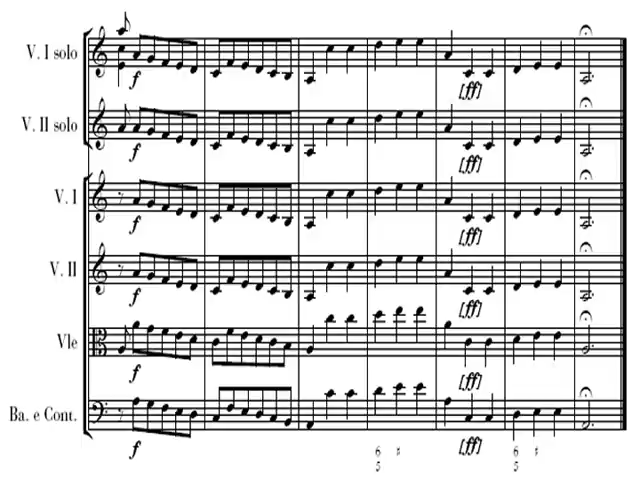 V. I solo
f
[ff]
V. II solo
f
[ff]
V. I
f
[ff]
V. II
f
[ff]
Vle
f
[ff]
Ba. e Cont.
f
[ff]
6 ♯ 6 ♯
5 5